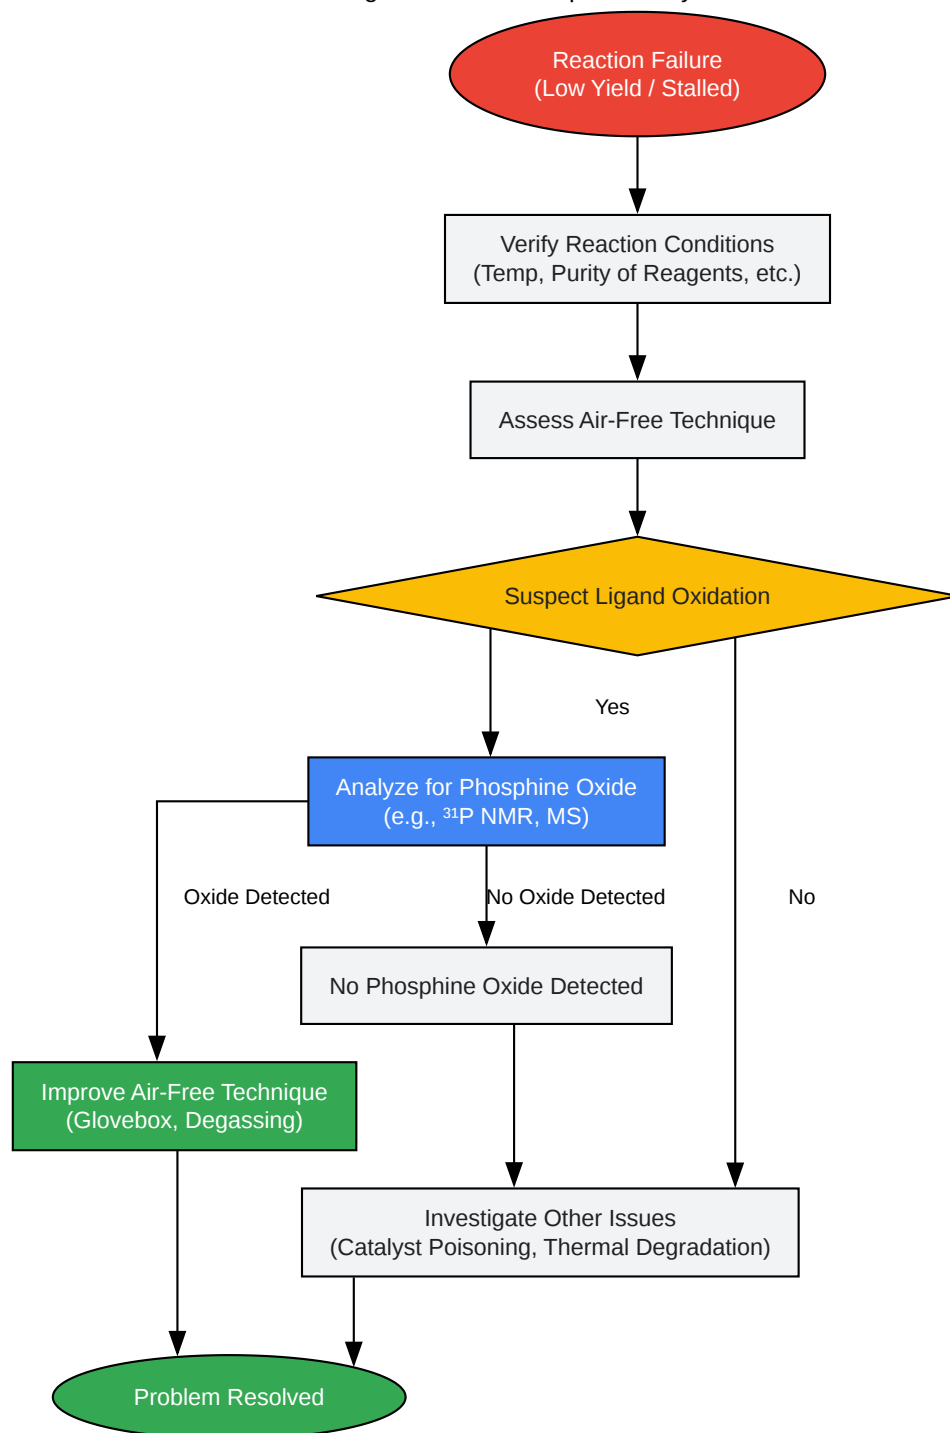 Reaction Failure
(Low Yield / Stalled)
Verify Reaction Conditions
(Temp, Purity of Reagents, etc.)
Assess Air-Free Technique
Suspect Ligand Oxidation
Yes
Analyze for Phosphine Oxide
(e.g., ³¹P NMR, MS)
Oxide Detected
No Oxide Detected
No
No Phosphine Oxide Detected
Improve Air-Free Technique
(Glovebox, Degassing)
Investigate Other Issues
(Catalyst Poisoning, Thermal Degradation)
Problem Resolved